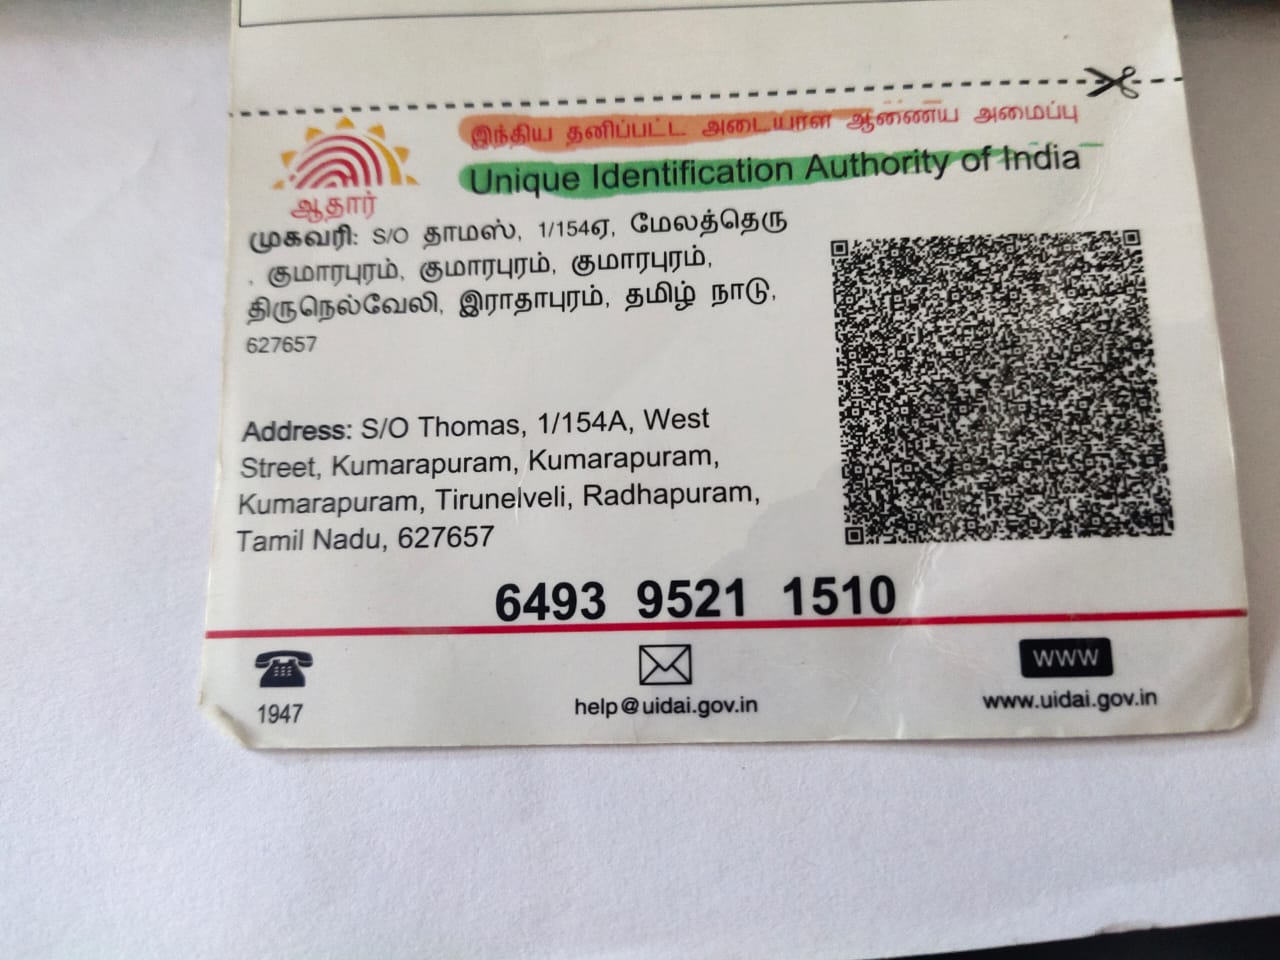 இந்திய தனிப்பட்ட அடையாள ஆணைய அமைப்பு
Unique Identification Authority of India
ஆதார்
முகவரி: S/O தாமஸ், 1/154ஏ, மேலத்தெரு
, குமாரபுரம், குமாரபுரம், குமாரபுரம்,
திருநெல்வேலி, இராதாபுரம், தமிழ் நாடு,
627657
Address: S/O Thomas, 1/154A, West
Street, Kumarapuram, Kumarapuram,
Kumarapuram, Tirunelveli, Radhapuram,
Tamil Nadu, 627657
6493 9521 1510
WWW
1947
help@uidai.gov.in
www.uidai.gov.in